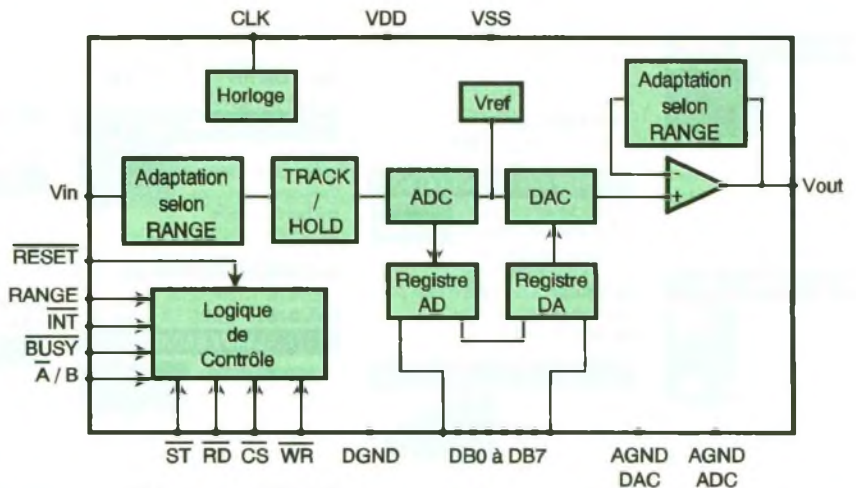 CLK
VDD
VSS
Horloge
Vref
Adaptation
selon
RANGE
Vin
Adaptation
selon
RANGE
TRACK
/
HOLD
ADC
DAC
-
+
Vout
RESET
RANGE
INT
BUSY
A / B
Logique
de
Contrôle
Registre
AD
Registre
DA
ST
RD
CS
WR
DGND
DB0 à DB7
AGND
DAC
AGND
ADC